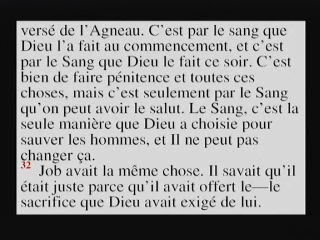 versé de l’Agneau. C’est par le sang que
Dieu l’a fait au commencement, et c’est
par le Sang que Dieu le fait ce soir. C’est
bien de faire pénitence et toutes ces
choses, mais c’est seulement par le Sang
qu’on peut avoir le salut. Le Sang, c’est la
seule manière que Dieu a choisie pour
sauver les hommes, et Il ne peut pas
changer ça.
32 Job avait la même chose. Il savait qu’il
était juste parce qu’il avait offert le—le
sacrifice que Dieu avait exigé de lui.